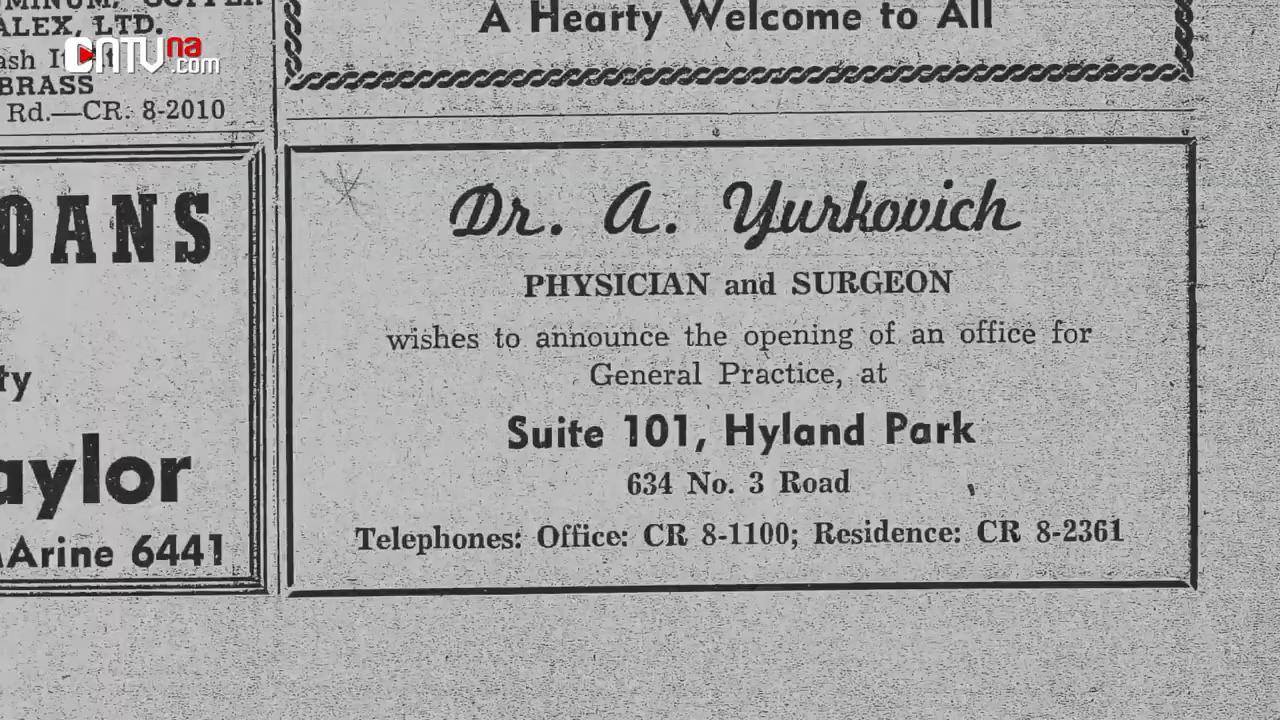 ALEX, LTD.
BRASS
Rd.—CR. 8-2010
OANS
ty
aylor
Arine 6441
CNTVna.com
A Hearty Welcome to All
Dr. A. Yurkovich
PHYSICIAN and SURGEON
wishes to announce the opening of an office for
General Practice, at
Suite 101, Hyland Park
634 No. 3 Road
Telephones: Office: CR 8-1100; Residence: CR 8-2361